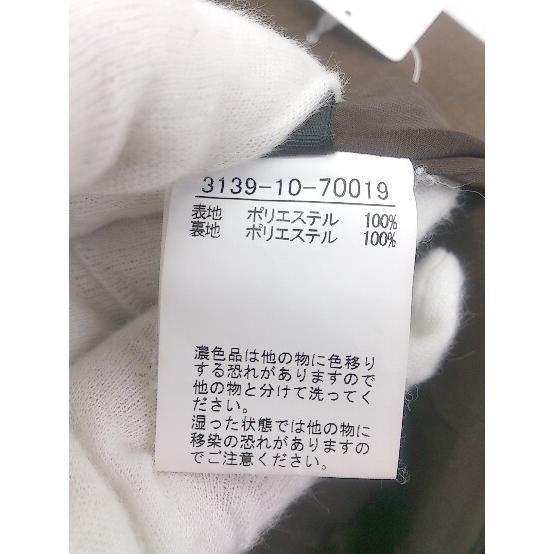 3139-10-70019
表地 ポリエステル 100%
裏地 ポリエステル 100%
濃色品は他の物に色移り
する恐れがありますので
他の物と分けて洗ってく
ださい。
湿った状態では他の物に
移染の恐れがありますの
でご注意ください。